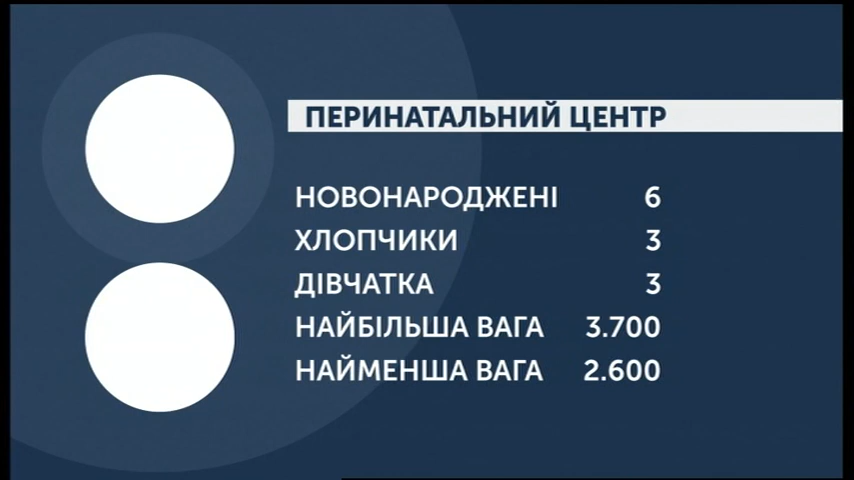 ПЕРИНАТАЛЬНИЙ ЦЕНТР
НОВОНАРОДЖЕНІ 6
ХЛОПЧИКИ 3
ДІВЧАТКА 3
НАЙБІЛЬША ВАГА 3.700
НАЙМЕНША ВАГА 2.600